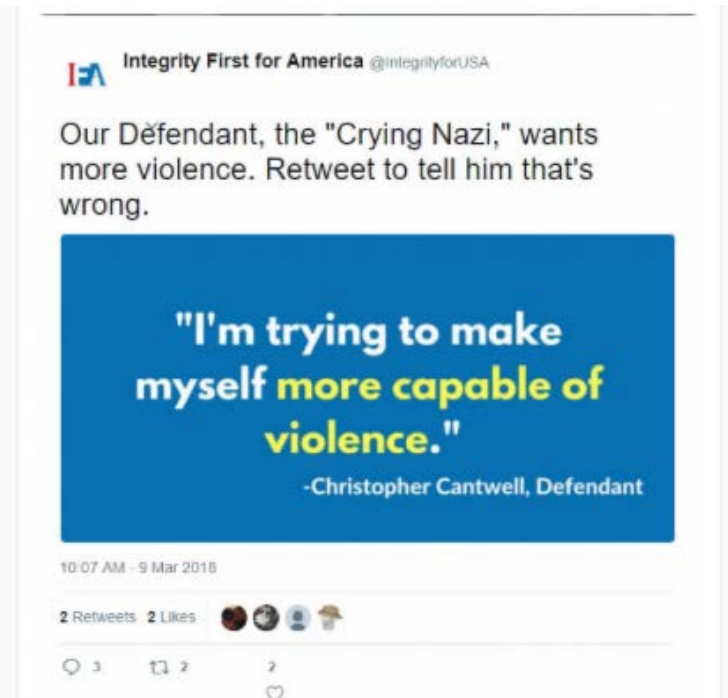 IFA Integrity First for America @IntegrityforUSA
Our Defendant, the "Crying Nazi," wants
more violence. Retweet to tell him that's
wrong.
"I'm trying to make
myself more capable of
violence."
-Christopher Cantwell, Defendant
10:07 AM - 9 Mar 2018
2 Retweets 2 Likes
3 2 2